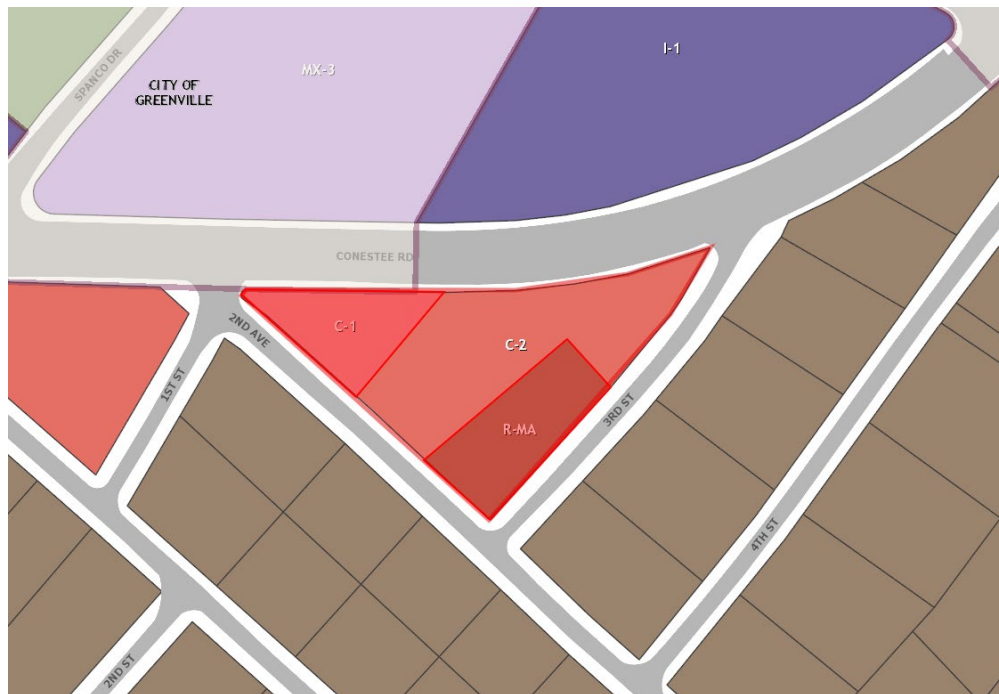 SPANCO DR
CITY OF
GREENVILLE
MX-3
I-1
CONESTEE RD
2ND AVE
C-1
C-2
1ST ST
R-MA
3RD ST
4TH ST
2ND ST